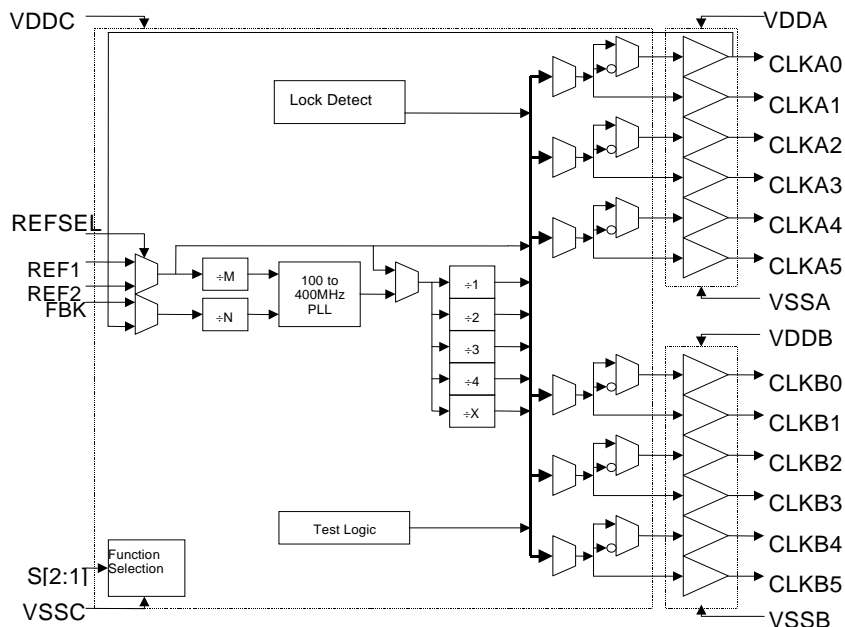 VDDC
VDDA
CLKA0
Lock Detect
CLKA1
CLKA2
CLKA3
REFSEL
CLKA4
REF1
÷M
100 to
400MHz
PLL
÷1
CLKA5
REF2
FBK
÷N
÷2
VSSA
÷3
VDDB
÷4
CLKB0
÷X
CLKB1
CLKB2
CLKB3
Test Logic
CLKB4
Function
Selection
S[2:1]
CLKB5
VSSC
VSSB